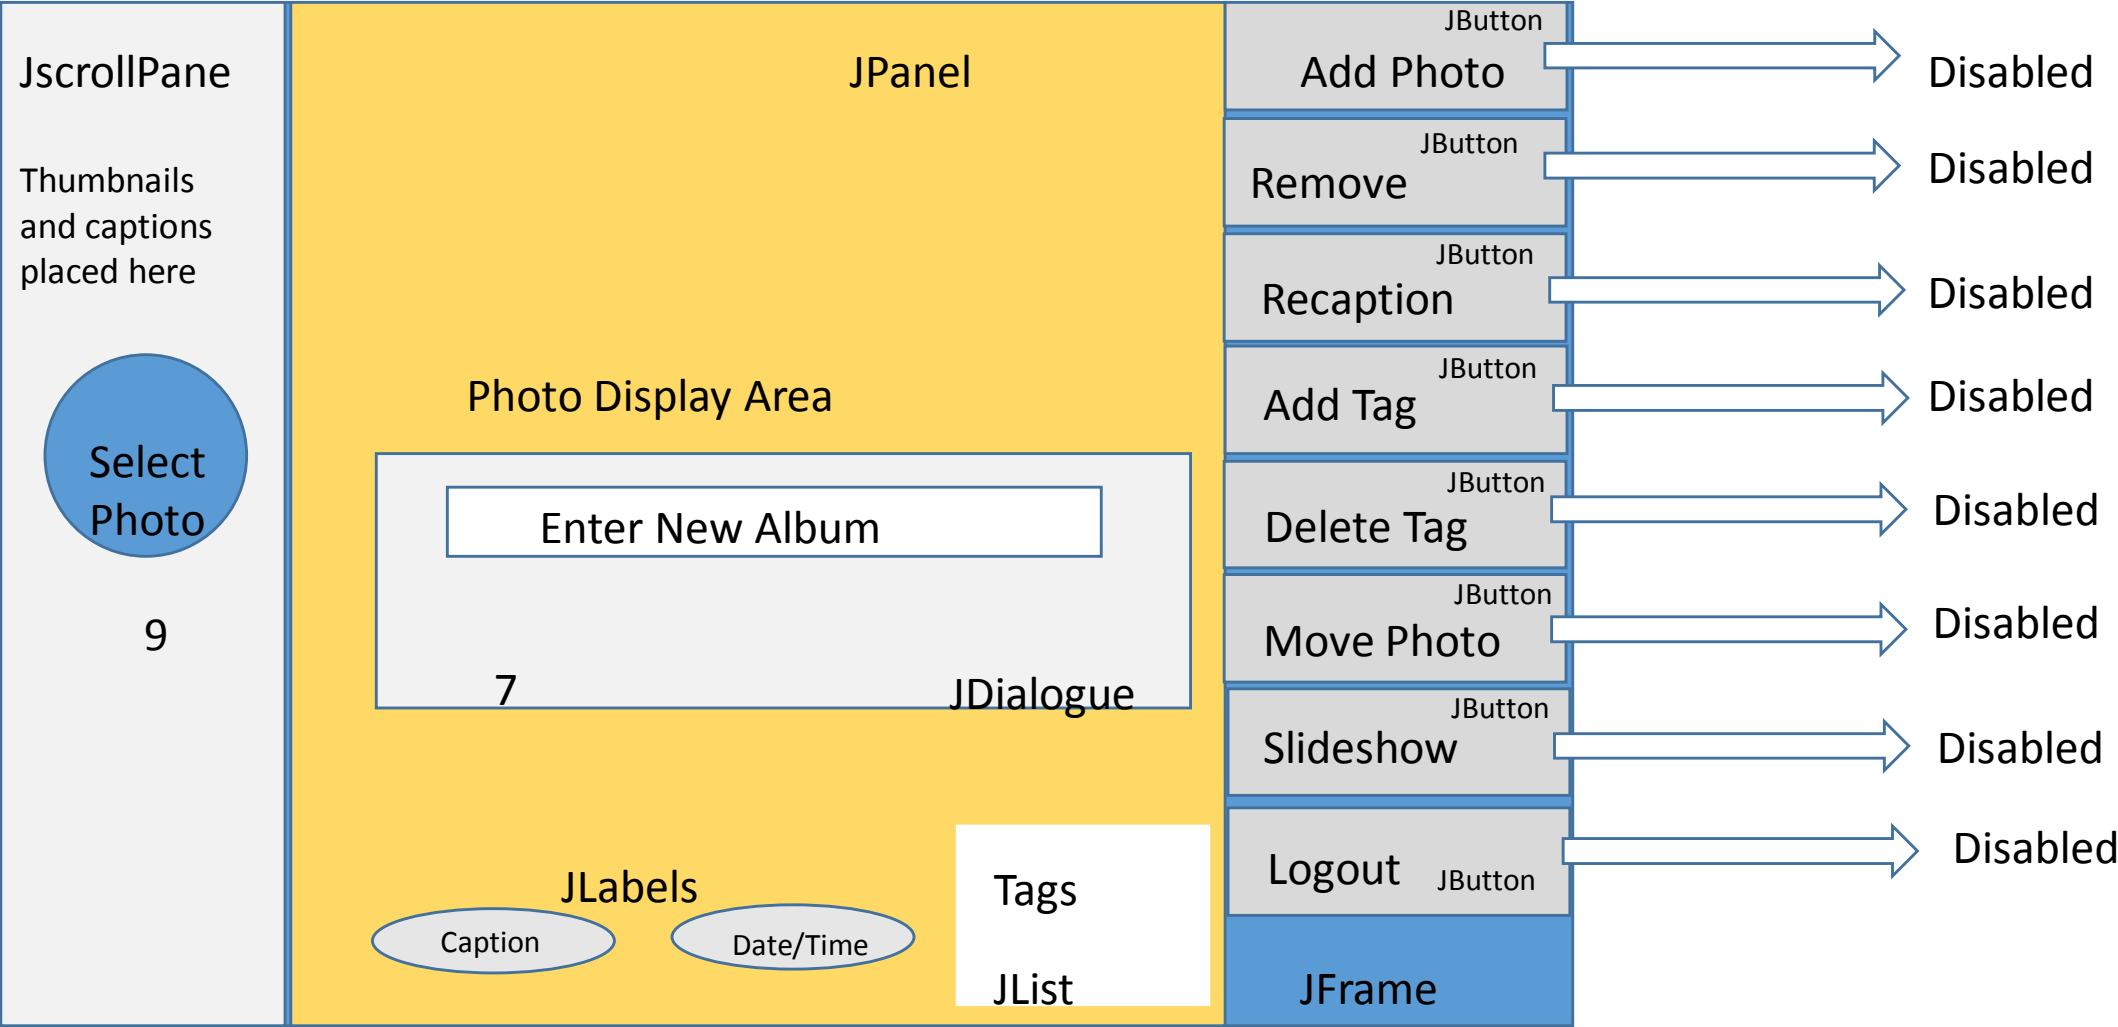 JscrollPane
Thumbnails
and captions
placed here
Select
Photo
9
JPanel
Photo Display Area
Enter New Album
7
JDialogue
JLabels
Caption
Date/Time
Tags
JList
JButton
Add Photo
Disabled
JButton
Remove
Disabled
JButton
Recaption
Disabled
JButton
Add Tag
Disabled
JButton
Delete Tag
Disabled
JButton
Move Photo
Disabled
JButton
Slideshow
Disabled
Logout
JButton
Disabled
JFrame